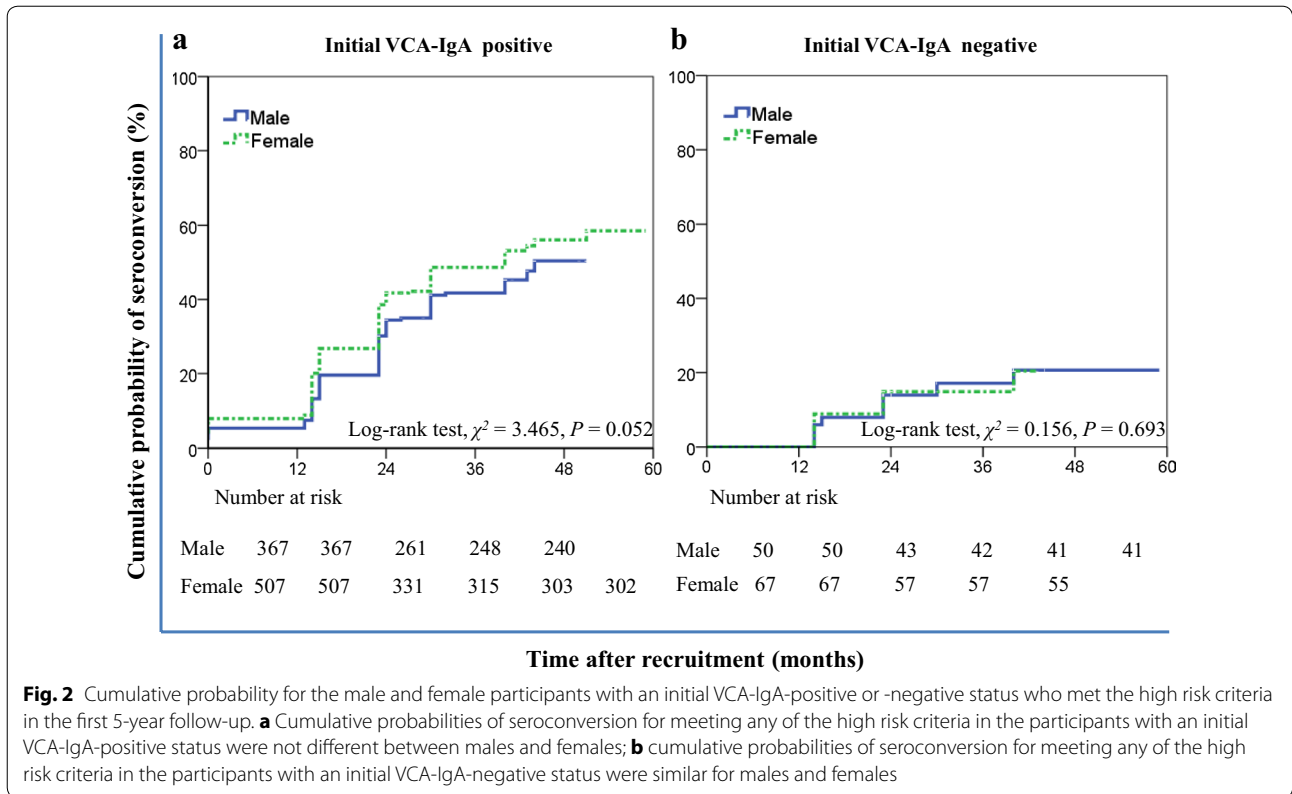 a Initial VCA-IgA positive
b Initial VCA-IgA negative
Cumulative probability of seroconversion (%)
100
80
60
40
20
0
Male
Female
Log-rank test, χ² = 3.465, P = 0.052
0 12 24 36 48 60
Number at risk
Male 367 367 261 248 240
Female 507 507 331 315 303 302
100
80
60
40
20
0
Male
Female
Log-rank test, χ² = 0.156, P = 0.693
0 12 24 36 48 60
Number at risk
Male 50 50 43 42 41 41
Female 67 67 57 57 55
Time after recruitment (months)
Fig. 2 Cumulative probability for the male and female participants with an initial VCA-IgA-positive or -negative status who met the high risk criteria
in the first 5-year follow-up. a Cumulative probabilities of seroconversion for meeting any of the high risk criteria in the participants with an initial
VCA-IgA-positive status were not different between males and females; b cumulative probabilities of seroconversion for meeting any of the high
risk criteria in the participants with an initial VCA-IgA-negative status were similar for males and females